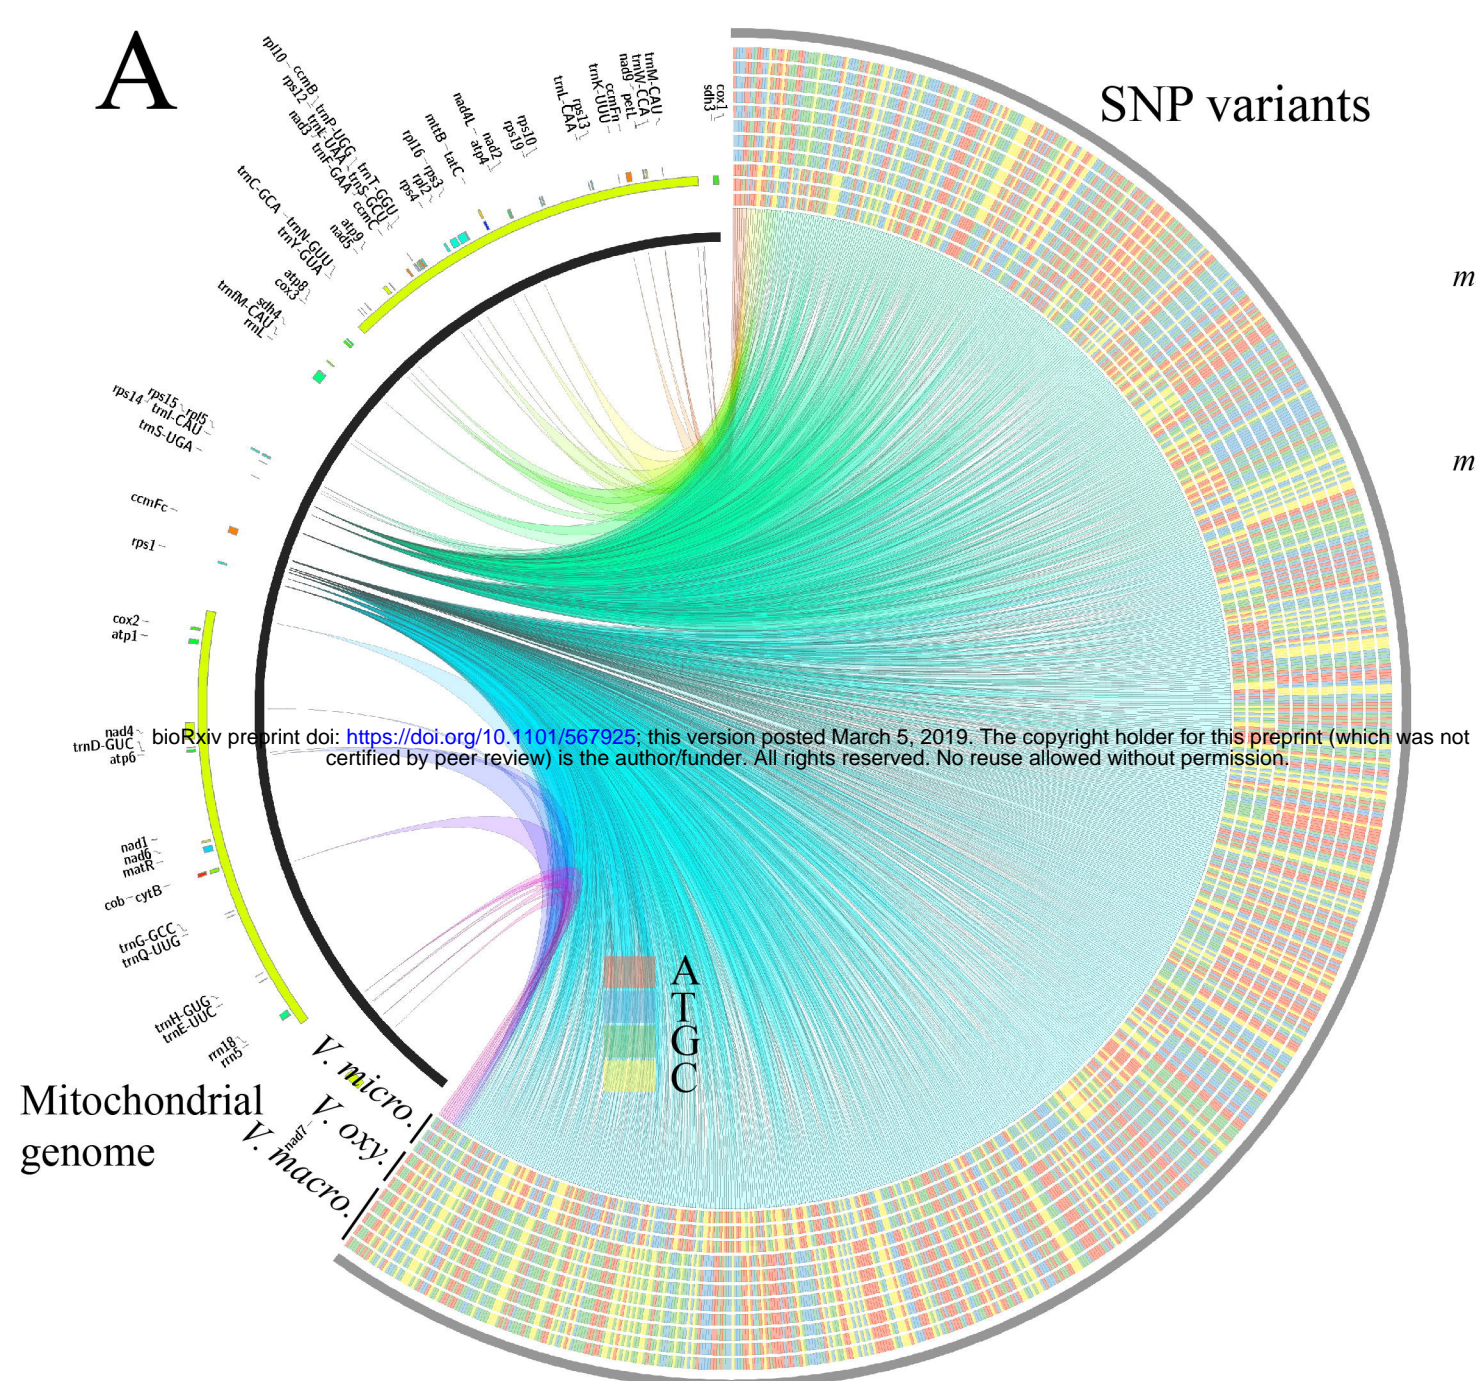 A
SNP variants
rpl10 ccmB
rps12 trnP-UGG
trnL-UAA trnT-GGU
nad3 trnS-GCU
trnF-GAA ccmC
rpl16 rps3
rpl2
rps4
mttB tatC
nad4L nad2
atp4
rps10
rps19
rps13
trnL-CAA
ccmFn
trnK-UUU
trnM-CAU
trnW-CCA
nad9 petL
cox1
sdh3
atp9
nad5
trnC-GCA trnN-GUU
trnY-GUA
atp8
cox3
sdh4
trnfM-CAU
rrnL
m
m
rps15 rpl5
rps14 trnI-CAU
trnS-UGA
ccmFc
rps1
cox2
atp1
nad4
trnD-GUC
atp6
bioRxiv preprint doi: https://doi.org/10.1101/567925; this version posted March 5, 2019. The copyright holder for this preprint (which was not
certified by peer review) is the author/funder. All rights reserved. No reuse allowed without permission.
nad1
nad6
matR
cob cytB
trnG-GCC
trnQ-UUG
trnH-GUG
trnE-UUC
rrn18
rrn5
A
T
G
C
Mitochondrial
genome
V. micro.
V. oxy.
nad7
V. macro.